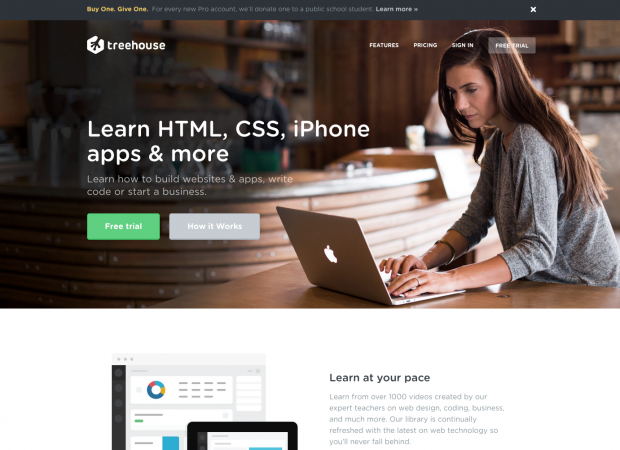 Buy One. Give One. For every new Pro account, we'll donate one to a public school student. Learn more »
treehouse
FEATURES PRICING SIGN IN FREE TRIAL
Learn HTML, CSS, iPhone
apps & more
Learn how to build websites & apps, write
code or start a business.
Free trial How it Works
Learn at your pace
Learn from over 1000 videos created by our
expert teachers on web design, coding, business,
and much more. Our library is continually
refreshed with the latest on web technology so
you'll never fall behind.